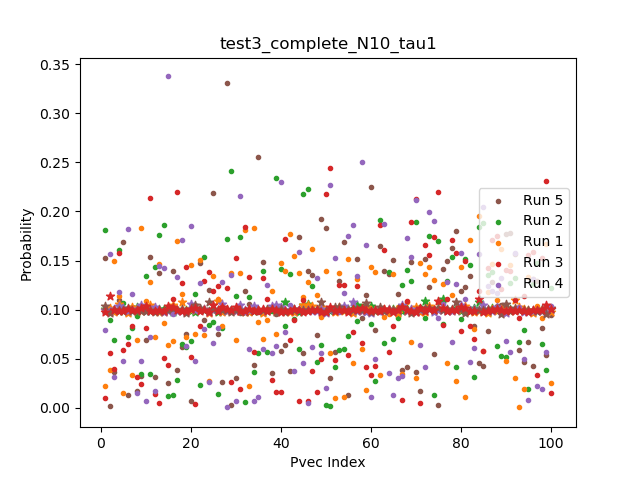 test3_complete_N10_tau1
0.35
0.30
0.25
0.20
0.15
0.10
0.05
0.00
Probability
0 20 40 60 80 100
Pvec Index
Run 5
Run 2
Run 1
Run 3
Run 4